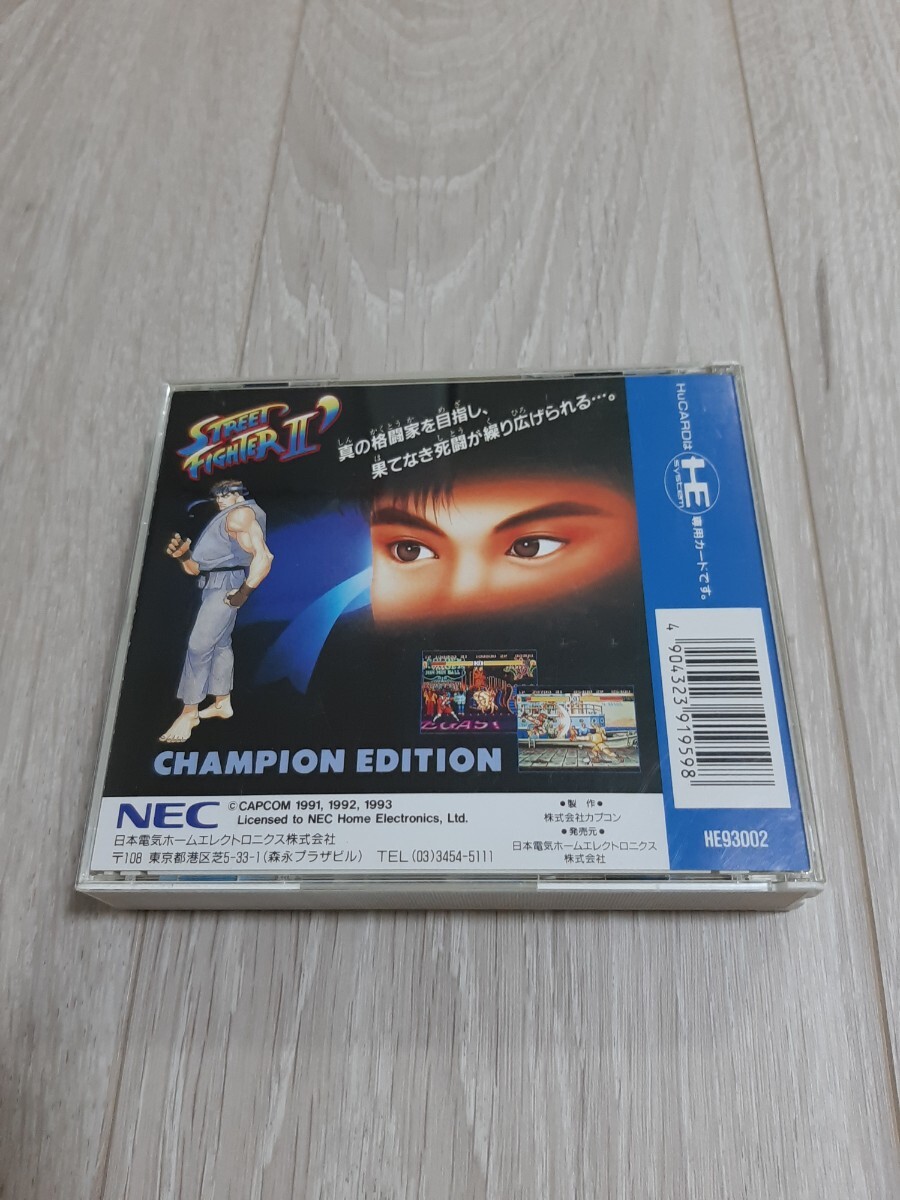 STREET
FIGHTER II'
真の格闘家を目指し、
果てなき死闘が繰り広げられる…。
CHAMPION EDITION
NEC
© CAPCOM 1991, 1992, 1993
Licensed to NEC Home Electronics, Ltd.
日本電気ホームエレクトロニクス株式会社
〒108 東京都港区芝5-33-1(森永プラザビル) TEL (03)3454-5111
●製作●
株式会社カプコン
●発売元●
日本電気ホームエレクトロニクス
株式会社
HuCARDは
HE
system
専用カードです。
4 904323 919598
HE93002